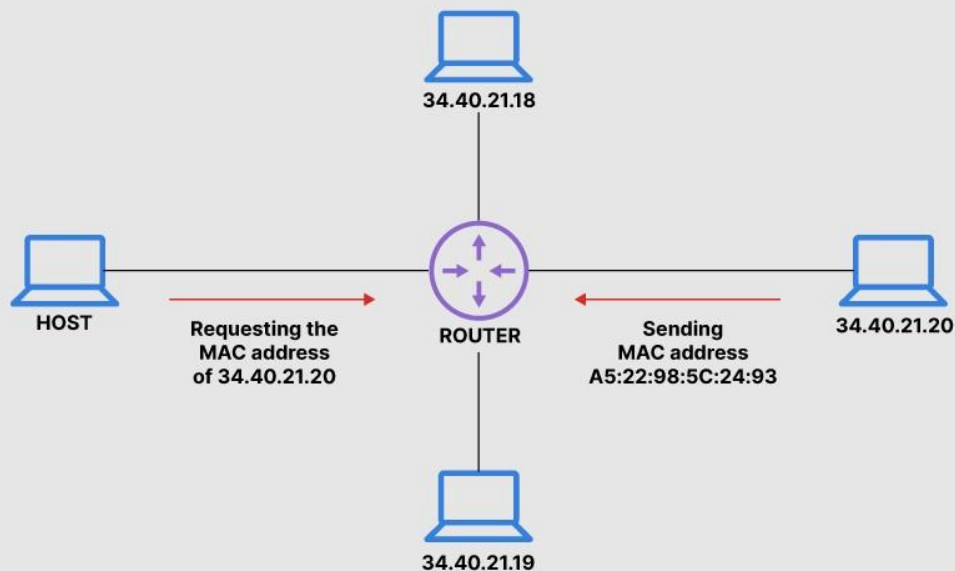 34.40.21.18
HOST
Requesting the
MAC address
of 34.40.21.20
ROUTER
Sending
MAC address
A5:22:98:5C:24:93
34.40.21.20
34.40.21.19